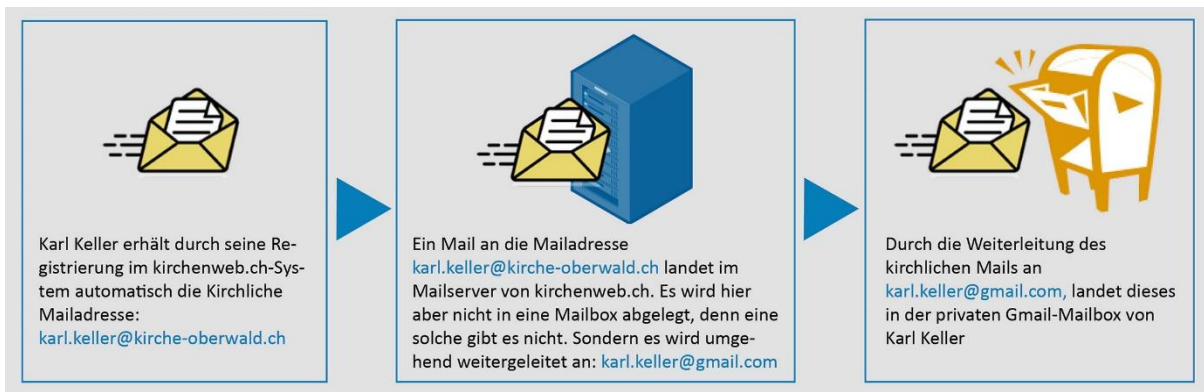 Karl Keller erhält durch seine Re-
gistrierung im kirchenweb.ch-Sys-
tem automatisch die Kirchliche
Mailadresse:
karl.keller@kirche-oberwald.ch
Ein Mail an die Mailadresse
karl.keller@kirche-oberwald.ch landet im
Mailserver von kirchenweb.ch. Es wird hier
aber nicht in eine Mailbox abgelegt, denn eine
solche gibt es nicht. Sondern es wird umge-
hend weitergeleitet an: karl.keller@gmail.com
Durch die Weiterleitung des
kirchlichen Mails an
karl.keller@gmail.com, landet dieses
in der privaten Gmail-Mailbox von
Karl Keller